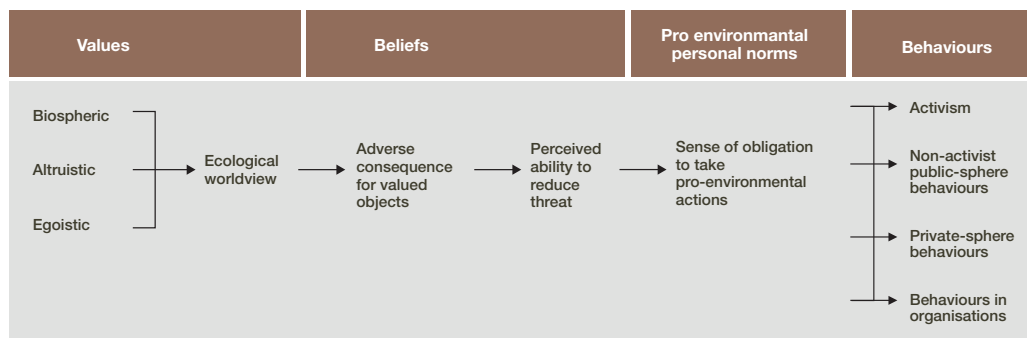 Values
Beliefs
Pro environmantal
personal norms
Behaviours
Biospheric
Altruistic
Egoistic
Ecological
worldview
Adverse
consequence
for valued
objects
Perceived
ability to
reduce
threat
Sense of obligation
to take
pro-environmental
actions
Activism
Non-activist
public-sphere
behaviours
Private-sphere
behaviours
Behaviours in
organisations